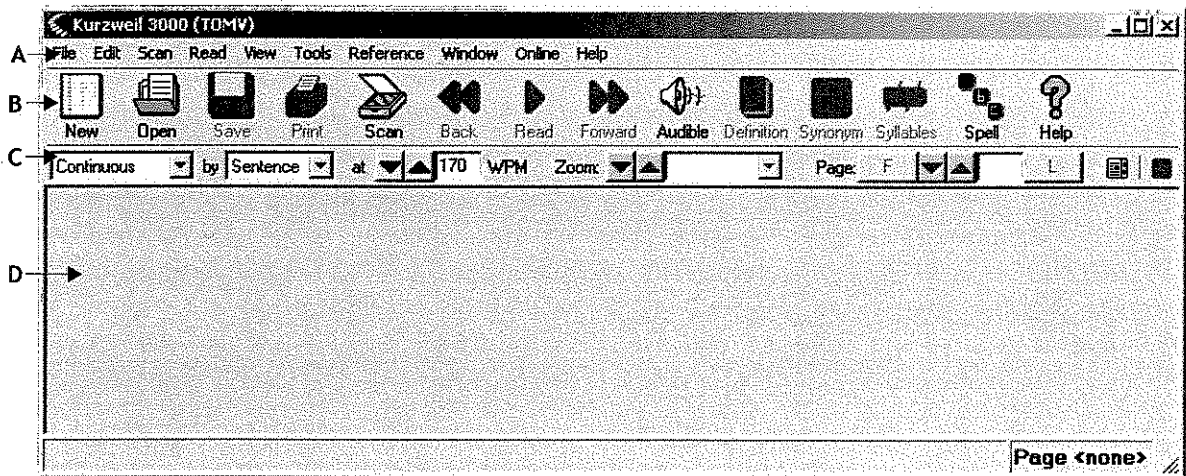 Kurzweil 3000 (TOMV)
A File Edit Scan Read View Tools Reference Window Online Help
B New Open Save Print Scan Back Read Forward Audible Definition Synonym Syllables Spell Help
C Continuous by Sentence at 170 WPM Zoom: Page: F L
D
Page <none>